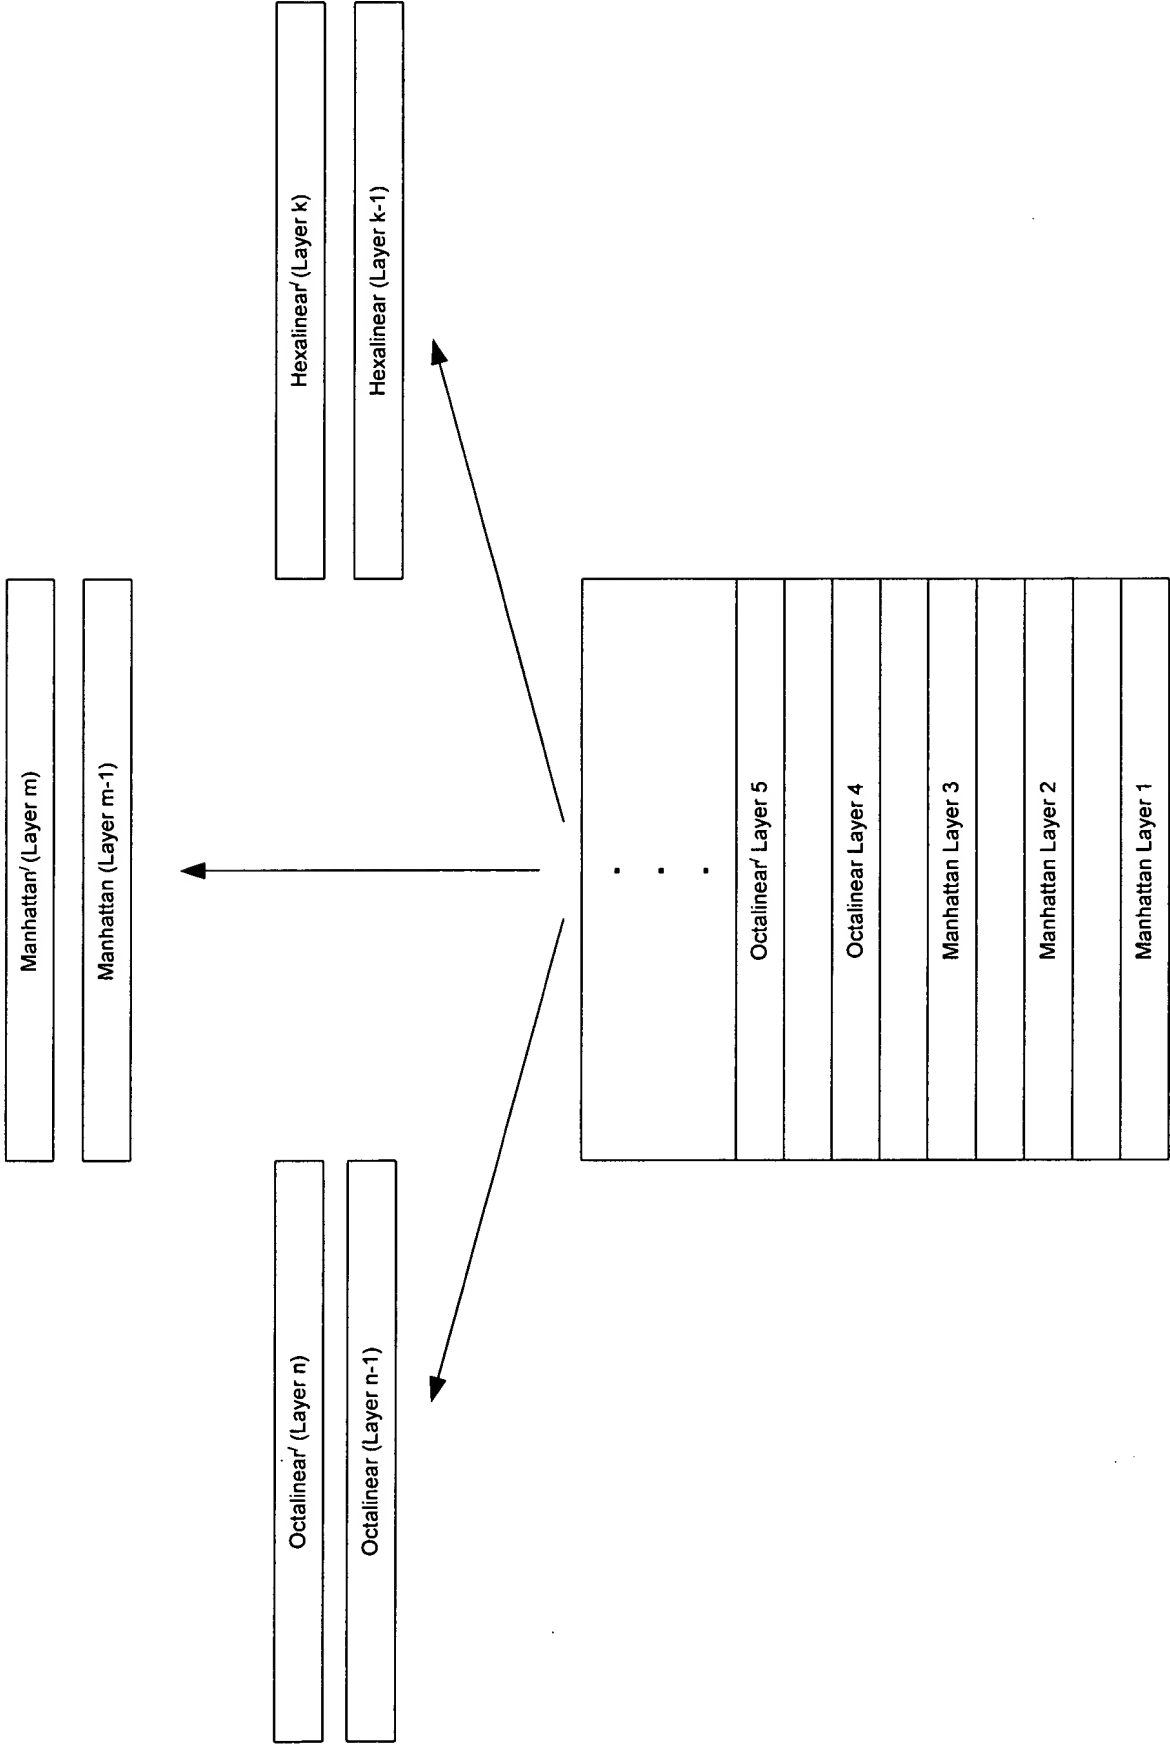 Manhattan′ (Layer m)
Manhattan (Layer m-1)
Octalinear′ (Layer n)
Octalinear (Layer n-1)
Hexalinear′ (Layer k)
Hexalinear (Layer k-1)
Octalinear′ Layer 5
Octalinear Layer 4
Manhattan Layer 3
Manhattan Layer 2
Manhattan Layer 1